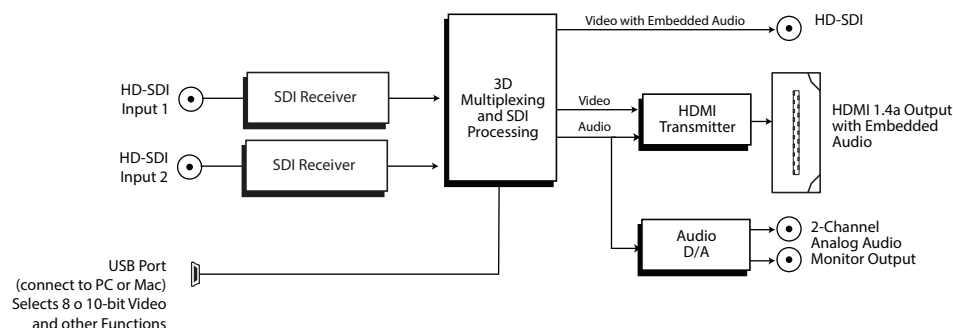 Video with Embedded Audio
HD-SDI
HD-SDI
Input 1
SDI Receiver
3D
Multiplexing
and SDI
Processing
Video
Audio
HDMI
Transmitter
HDMI 1.4a Output
with Embedded
Audio
HD-SDI
Input 2
SDI Receiver
Audio
D/A
2-Channel
Analog Audio
Monitor Output
USB Port
(connect to PC or Mac)
Selects 8 o 10-bit Video
and other Functions